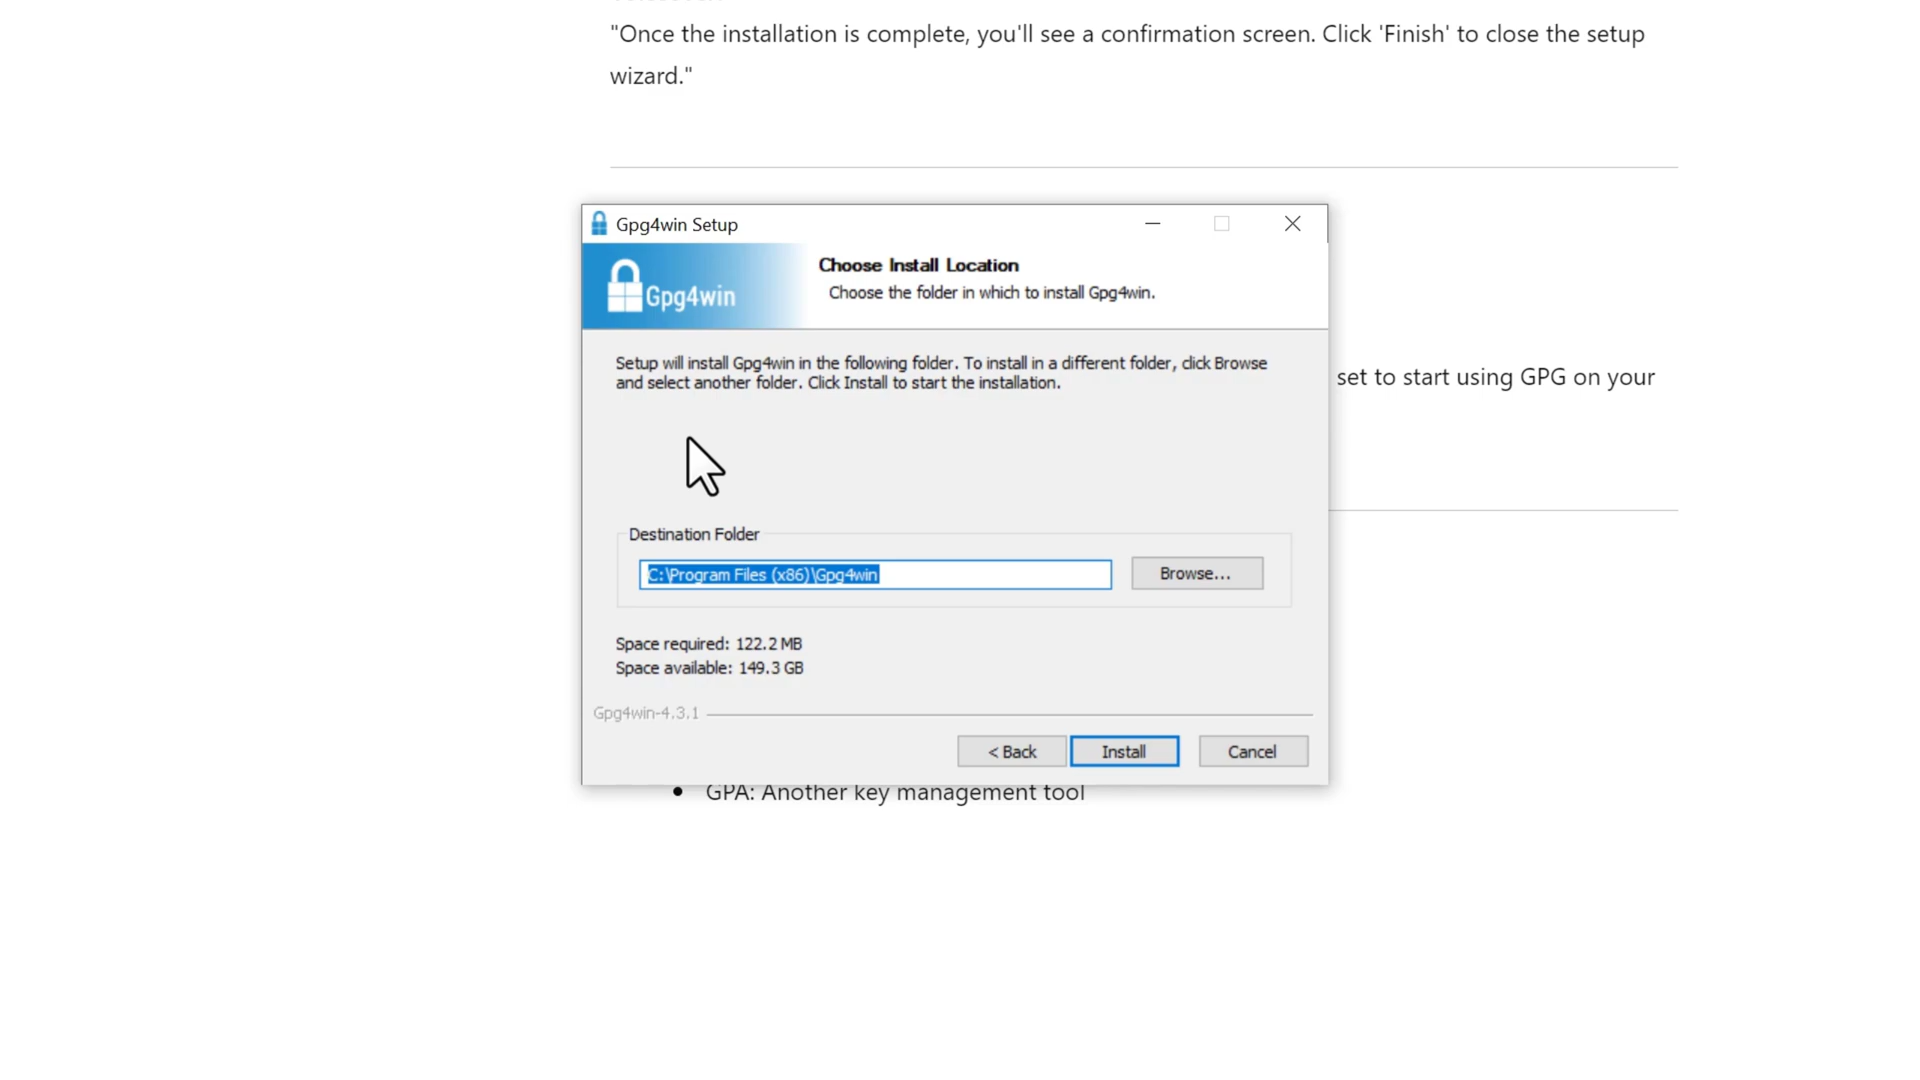 "Once the installation is complete, you'll see a confirmation screen. Click 'Finish' to close the setup
wizard."
Gpg4win Setup
Gpg4win
Choose Install Location
Choose the folder in which to install Gpg4win.
Setup will install Gpg4win in the following folder. To install in a different folder, click Browse
and select another folder. Click Install to start the installation.
set to start using GPG on your
Destination Folder
C:\Program Files (x86)\Gpg4win
Browse...
Space required: 122.2 MB
Space available: 149.3 GB
Gpg4win-4.3.1
< Back
Install
Cancel
• GPA: Another key management tool